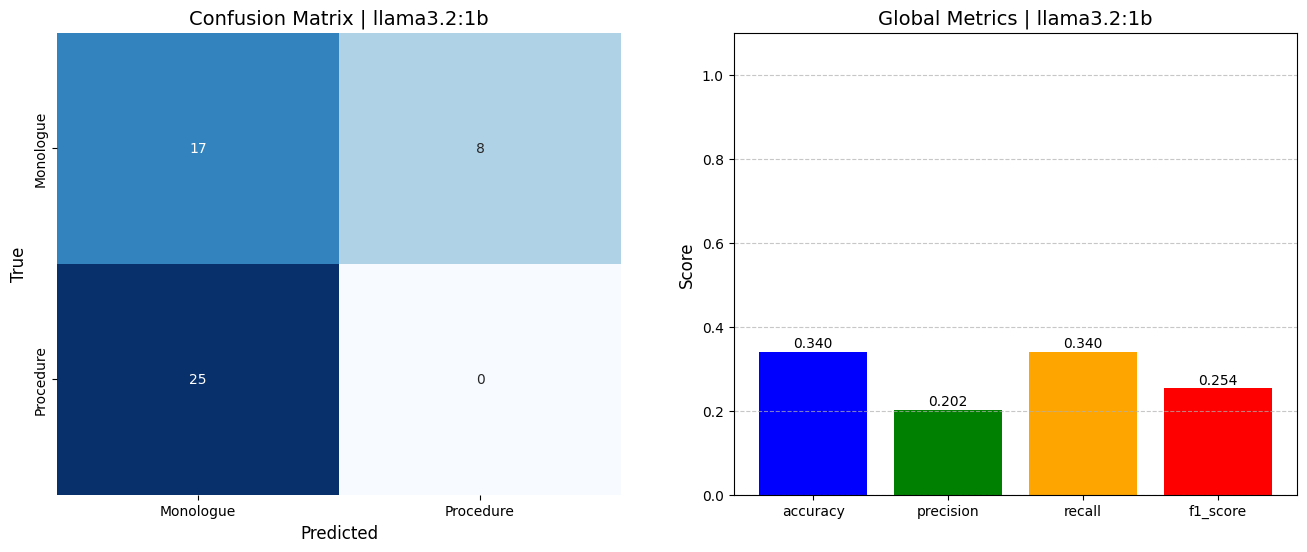 Confusion Matrix | llama3.2:1b
Monologue
17
8
True
Procedure
25
0
Monologue
Procedure
Predicted
Global Metrics | llama3.2:1b
1.0
0.8
0.6
Score
0.4
0.2
0.0
0.340
0.202
0.340
0.254
accuracy
precision
recall
f1_score